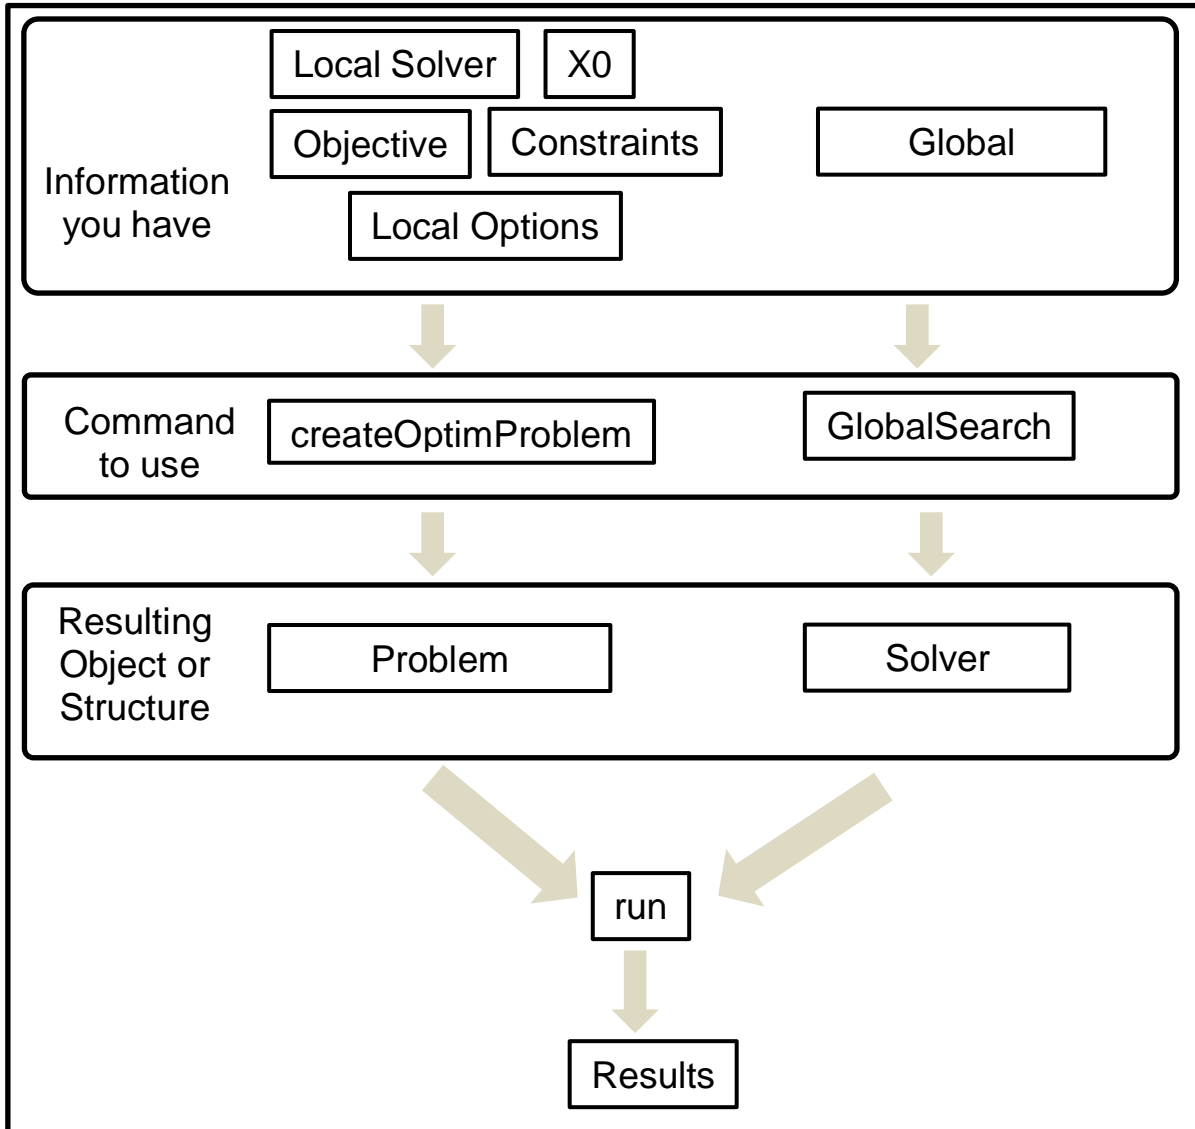 Local Solver
X0
Objective
Constraints
Global
Information
you have
Local Options
Command
to use
createOptimProblem
GlobalSearch
Resulting
Object or
Structure
Problem
Solver
run
Results